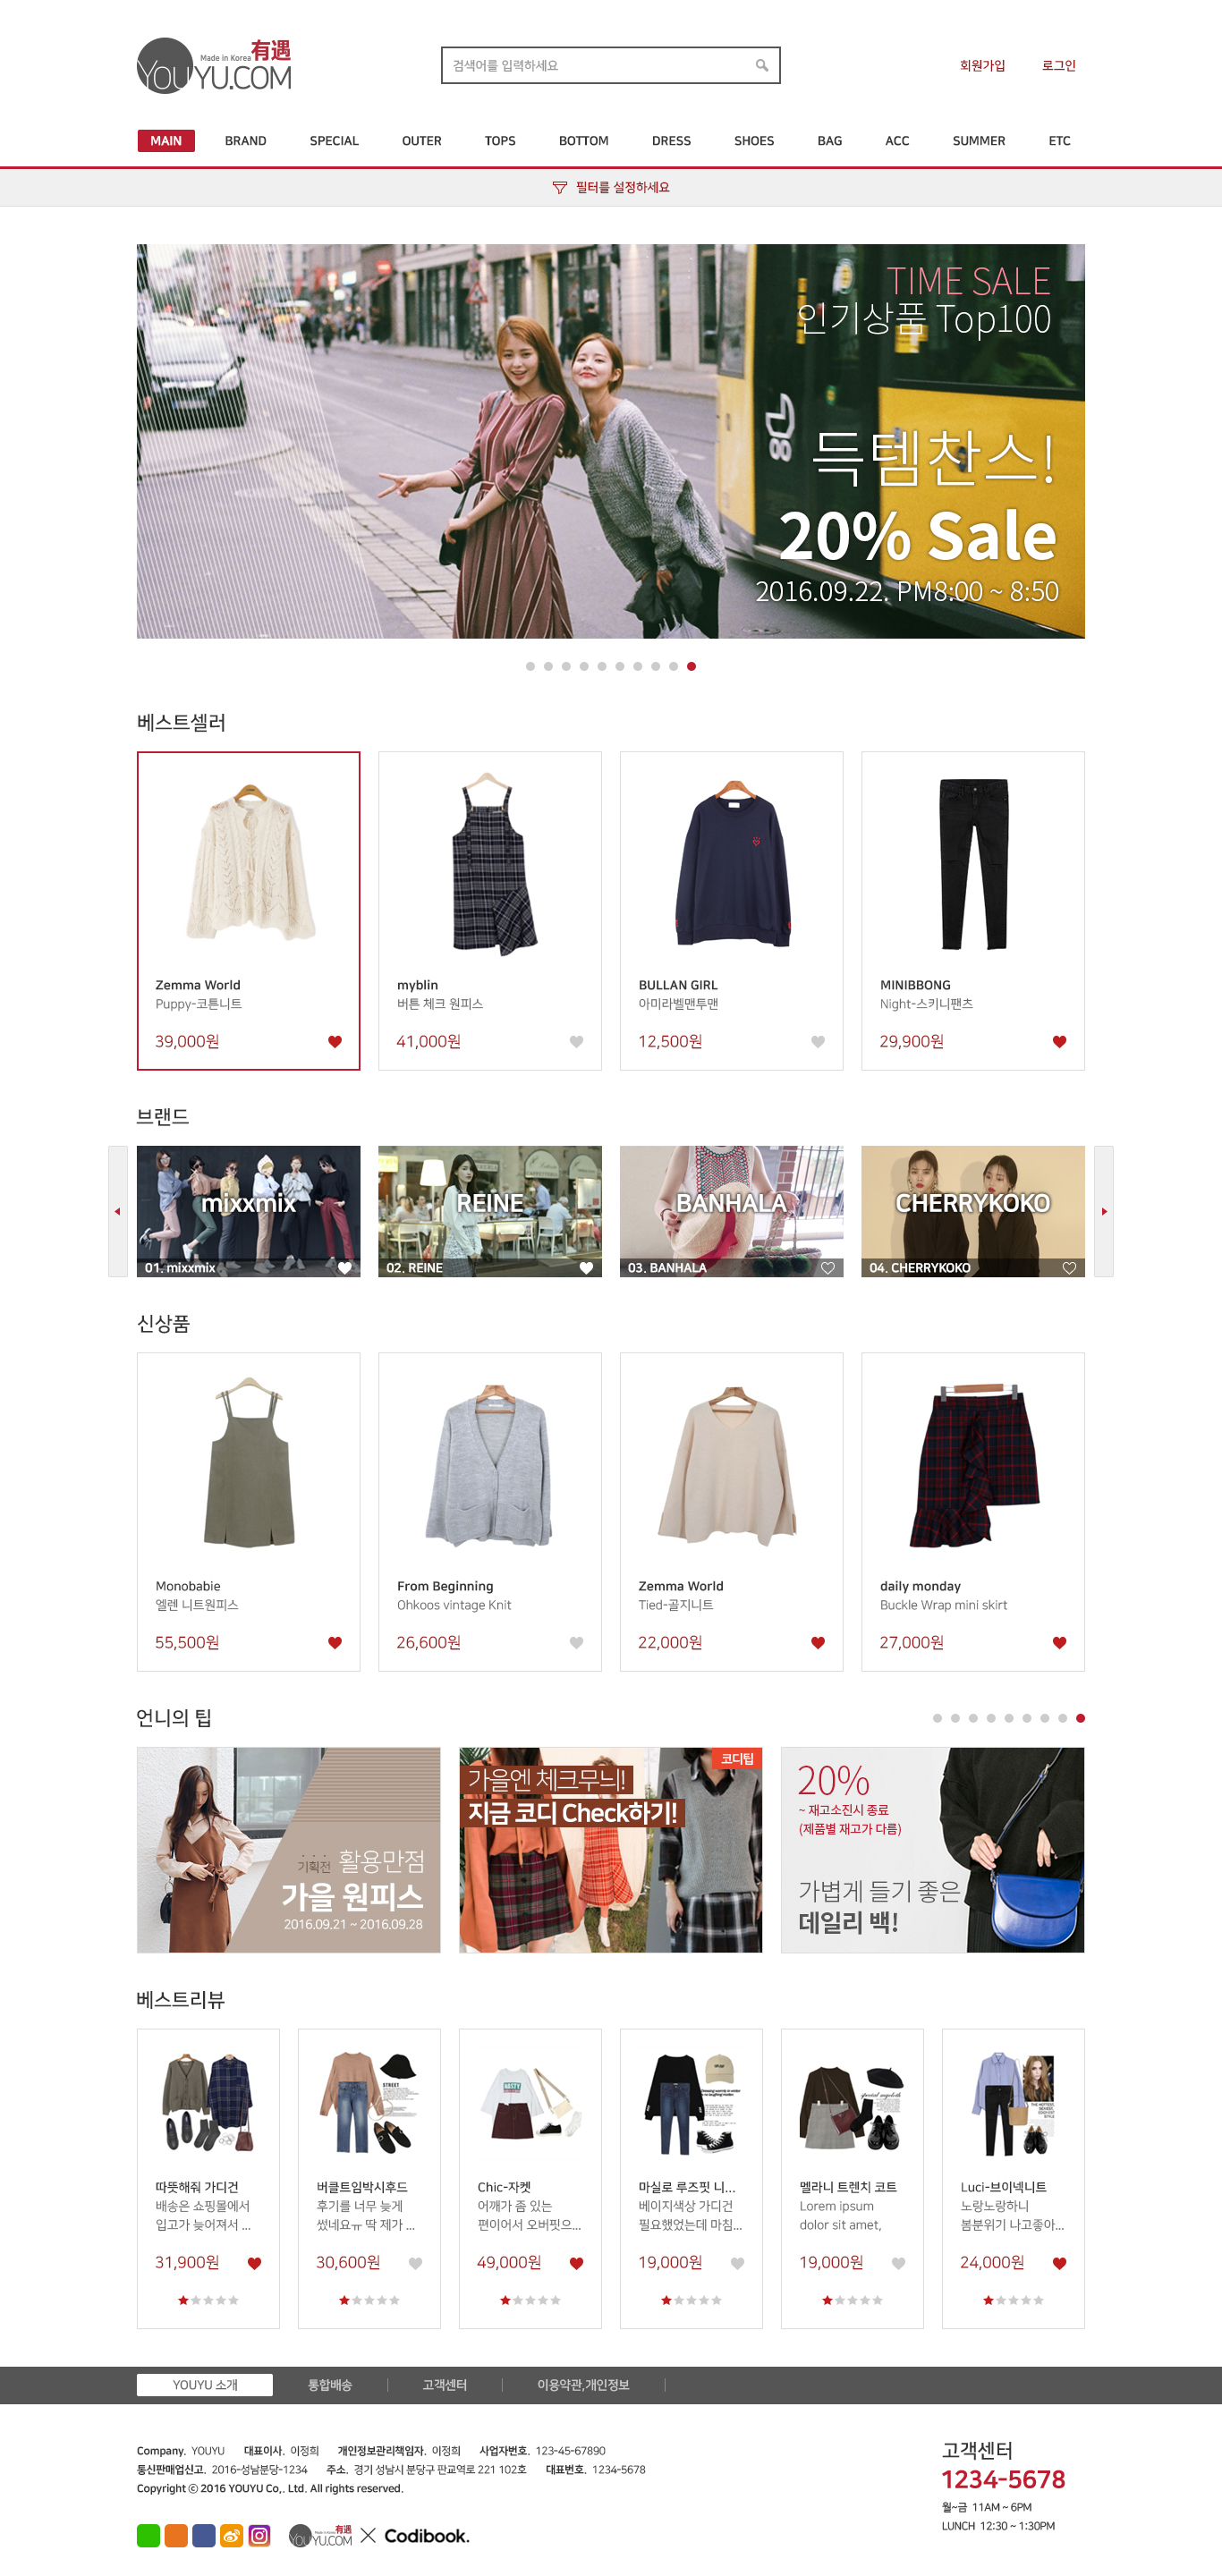 Made in Korea 有遇
YOUYU.COM
검색어를 입력하세요
회원가입 로그인
MAIN BRAND SPECIAL OUTER TOPS BOTTOM DRESS SHOES BAG ACC SUMMER ETC
필터를 설정하세요
TIME SALE
인기상품 Top100
득템찬스!
20% Sale
2016.09.22. PM8:00 ~ 8:50
베스트셀러
Zemma World
Puppy-코튼니트
39,000원
myblin
버튼 체크 원피스
41,000원
BULLAN GIRL
아미라벨맨투맨
12,500원
MINIBBONG
Night-스키니팬츠
29,900원
브랜드
mixxmix
01. mixxmix
REINE
02. REINE
BANHALA
03. BANHALA
CHERRYKOKO
04. CHERRYKOKO
신상품
Monobabie
엘렌 니트원피스
55,500원
From Beginning
Ohkoos vintage Knit
26,600원
Zemma World
Tied-골지니트
22,000원
daily monday
Buckle Wrap mini skirt
27,000원
언니의 팁
기획전 활용만점
가을 원피스
2016.09.21 ~ 2016.09.28
코디팁
가을엔 체크무늬!
지금 코디 Check하기!
20%
~ 재고소진시 종료
(제품별 재고가 다름)
가볍게 들기 좋은
데일리 백!
베스트리뷰
따뜻해줘 가디건
배송은 쇼핑몰에서
입고가 늦어져서 ...
31,900원
STREET
버클트임박시후드
후기를 너무 늦게
썼네요ㅠ 딱 제가 ...
30,600원
Chic-자켓
어깨가 좀 있는
편이어서 오버핏으...
49,000원
마실로 루즈핏 니...
베이지색상 가디건
필요했었는데 마침...
19,000원
멜라니 트렌치 코트
Lorem ipsum
dolor sit amet,
19,000원
Luci-브이넥니트
노랑노랑하니
봄분위기 나고좋아...
24,000원
YOUYU 소개 통합배송 고객센터 이용약관,개인정보
Company. YOUYU 대표이사. 이정희 개인정보관리책임자. 이정희 사업자번호. 123-45-67890
통신판매업신고. 2016-성남분당-1234 주소. 경기 성남시 분당구 판교역로 221 102호 대표번호. 1234-5678
Copyright ⓒ 2016 YOUYU Co,. Ltd. All rights reserved.
Made in Korea 有遇
YOUYU.COM
Codibook.
고객센터
1234-5678
월~금 11AM ~ 6PM
LUNCH 12:30 ~ 1:30PM